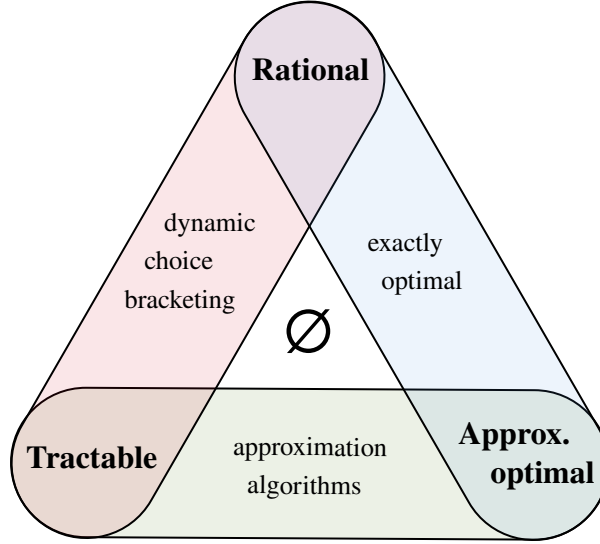 Rational
dynamic
choice
bracketing
exactly
optimal
∅
Tractable
approximation
algorithms
Approx.
optimal